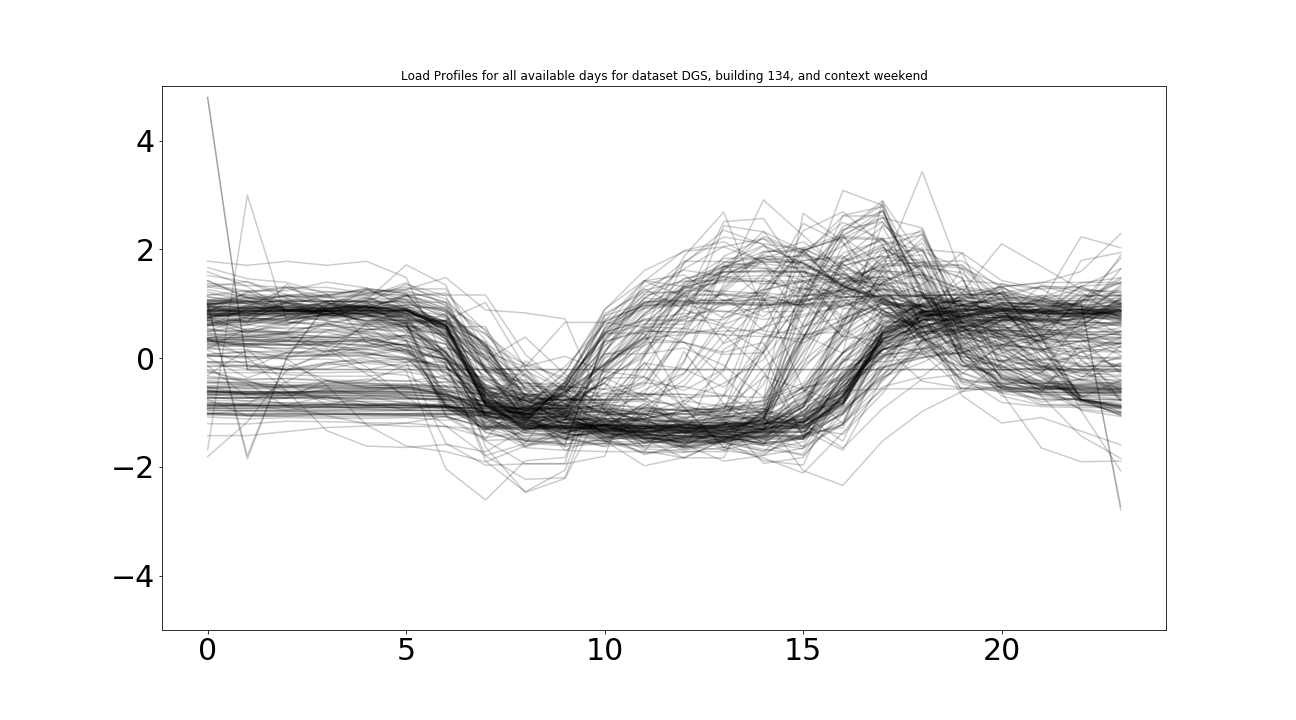 Load Profiles for all available days for dataset DGS, building 134, and context weekend
4
2
0
−2
−4
0 5 10 15 20